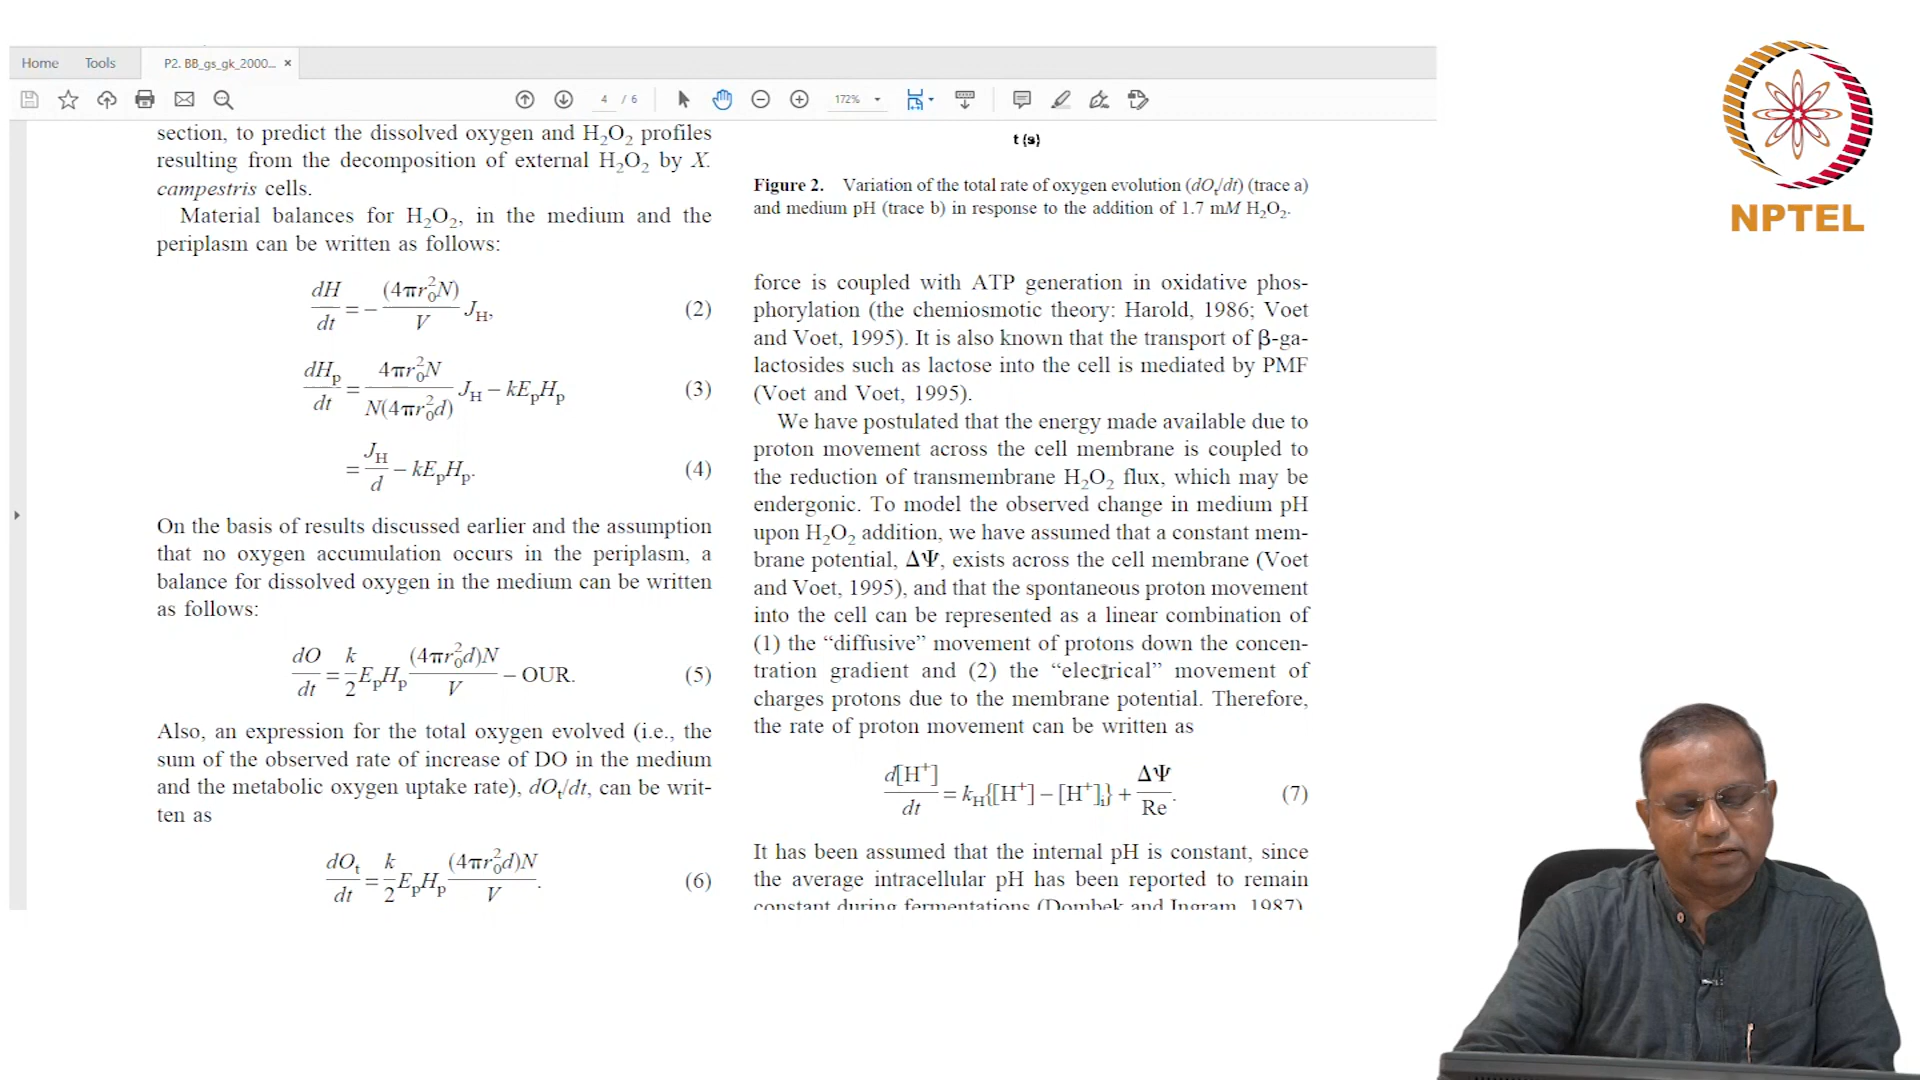 Home Tools P2. BB_gs_gk_2000... ×
4 / 6 172%
section, to predict the dissolved oxygen and H₂O₂ profiles
resulting from the decomposition of external H₂O₂ by X.
campestris cells.
Material balances for H₂O₂, in the medium and the
periplasm can be written as follows:
dH/dt = − (4πr₀²N)/V J_H, (2)
dH_p/dt = 4πr₀²N/N(4πr₀²d) J_H − kE_pH_p (3)
= J_H/d − kE_pH_p. (4)
On the basis of results discussed earlier and the assumption
that no oxygen accumulation occurs in the periplasm, a
balance for dissolved oxygen in the medium can be written
as follows:
dO/dt = k/2 E_pH_p (4πr₀²d)N/V − OUR. (5)
Also, an expression for the total oxygen evolved (i.e., the
sum of the observed rate of increase of DO in the medium
and the metabolic oxygen uptake rate), dOₜ/dt, can be writ-
ten as
dOₜ/dt = k/2 E_pH_p (4πr₀²d)N/V. (6)
t (s)
Figure 2. Variation of the total rate of oxygen evolution (dOₜ/dt) (trace a)
and medium pH (trace b) in response to the addition of 1.7 mM H₂O₂.
force is coupled with ATP generation in oxidative phos-
phorylation (the chemiosmotic theory: Harold, 1986; Voet
and Voet, 1995). It is also known that the transport of β-ga-
lactosides such as lactose into the cell is mediated by PMF
(Voet and Voet, 1995).
We have postulated that the energy made available due to
proton movement across the cell membrane is coupled to
the reduction of transmembrane H₂O₂ flux, which may be
endergonic. To model the observed change in medium pH
upon H₂O₂ addition, we have assumed that a constant mem-
brane potential, ΔΨ, exists across the cell membrane (Voet
and Voet, 1995), and that the spontaneous proton movement
into the cell can be represented as a linear combination of
(1) the “diffusive” movement of protons down the concen-
tration gradient and (2) the “electrical” movement of
charges protons due to the membrane potential. Therefore,
the rate of proton movement can be written as
d[H⁺]/dt = k_H{[H⁺] − [H⁺]ᵢ} + ΔΨ/Re. (7)
It has been assumed that the internal pH is constant, since
the average intracellular pH has been reported to remain
constant during fermentations (Dombek and Ingram, 1987).
NPTEL